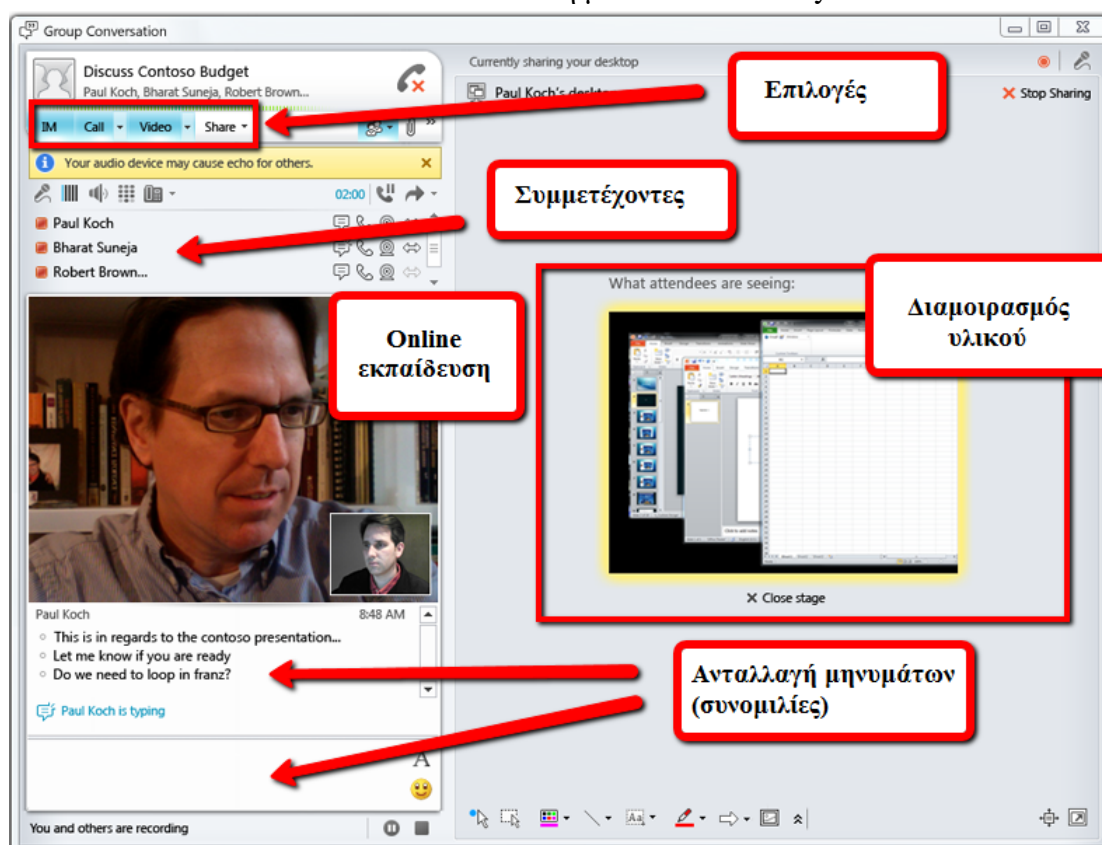 Group Conversation
Discuss Contoso Budget
Paul Koch, Bharat Suneja, Robert Brown...
IM Call Video Share
Your audio device may cause echo for others.
02:00
Paul Koch
Bharat Suneja
Robert Brown...
Paul Koch 8:48 AM
This is in regards to the contoso presentation...
Let me know if you are ready
Do we need to loop in franz?
Paul Koch is typing
A
You and others are recording
Currently sharing your desktop
Paul Koch's
Stop Sharing
What attendees are seeing:
Close stage
Aa
Επιλογές
Συμμετέχοντες
Online
εκπαίδευση
Διαμοιρασμός
υλικού
Ανταλλαγή μηνυμάτων
(συνομιλίες)